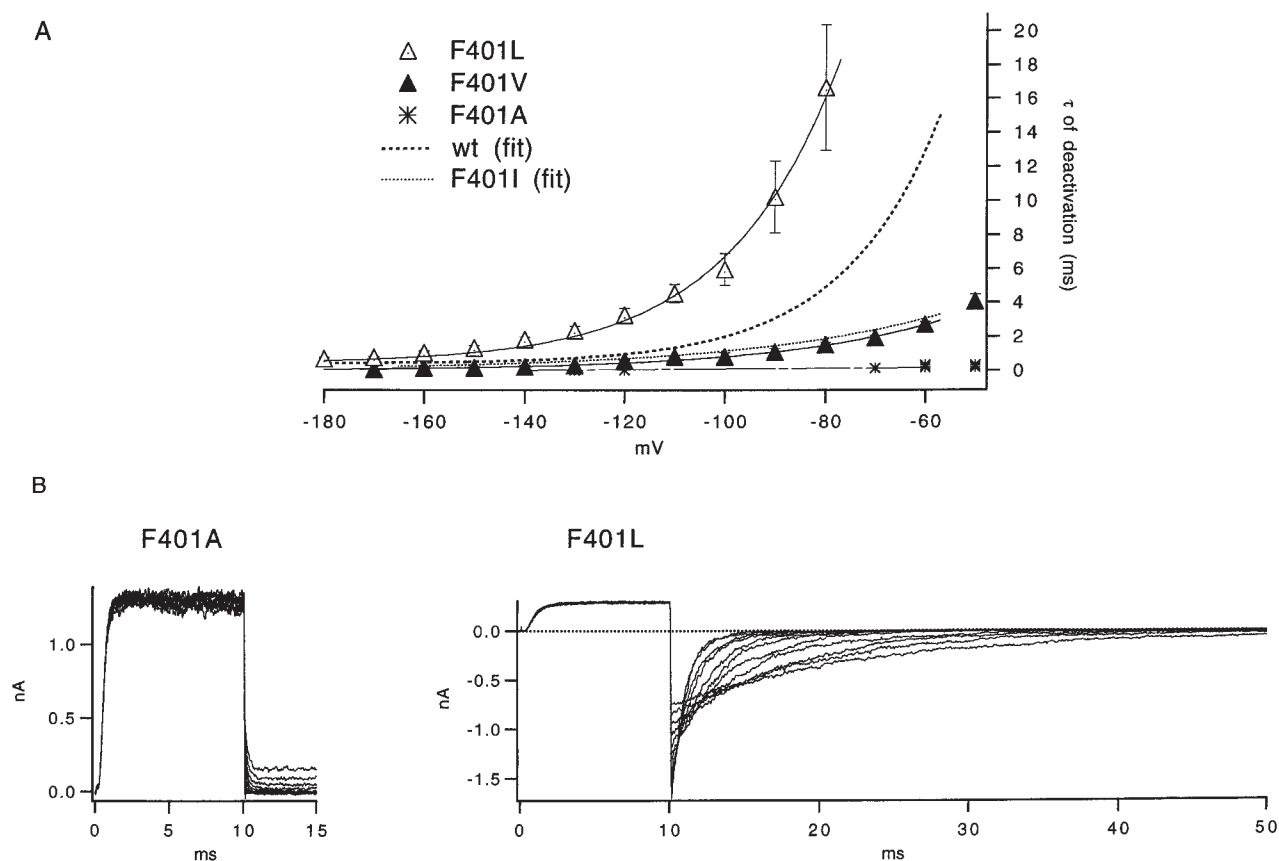 A
F401L
F401V
F401A
wt (fit)
F401I (fit)
20
18
16
14
12
10
8
6
4
2
0
τ of deactivation (ms)
-180 -160 -140 -120 -100 -80 -60
mV
B
F401A
F401L
1.0
0.5
0.0
nA
0 5 10 15
ms
0.0
-0.5
-1.0
-1.5
nA
0 10 20 30 40 50
ms